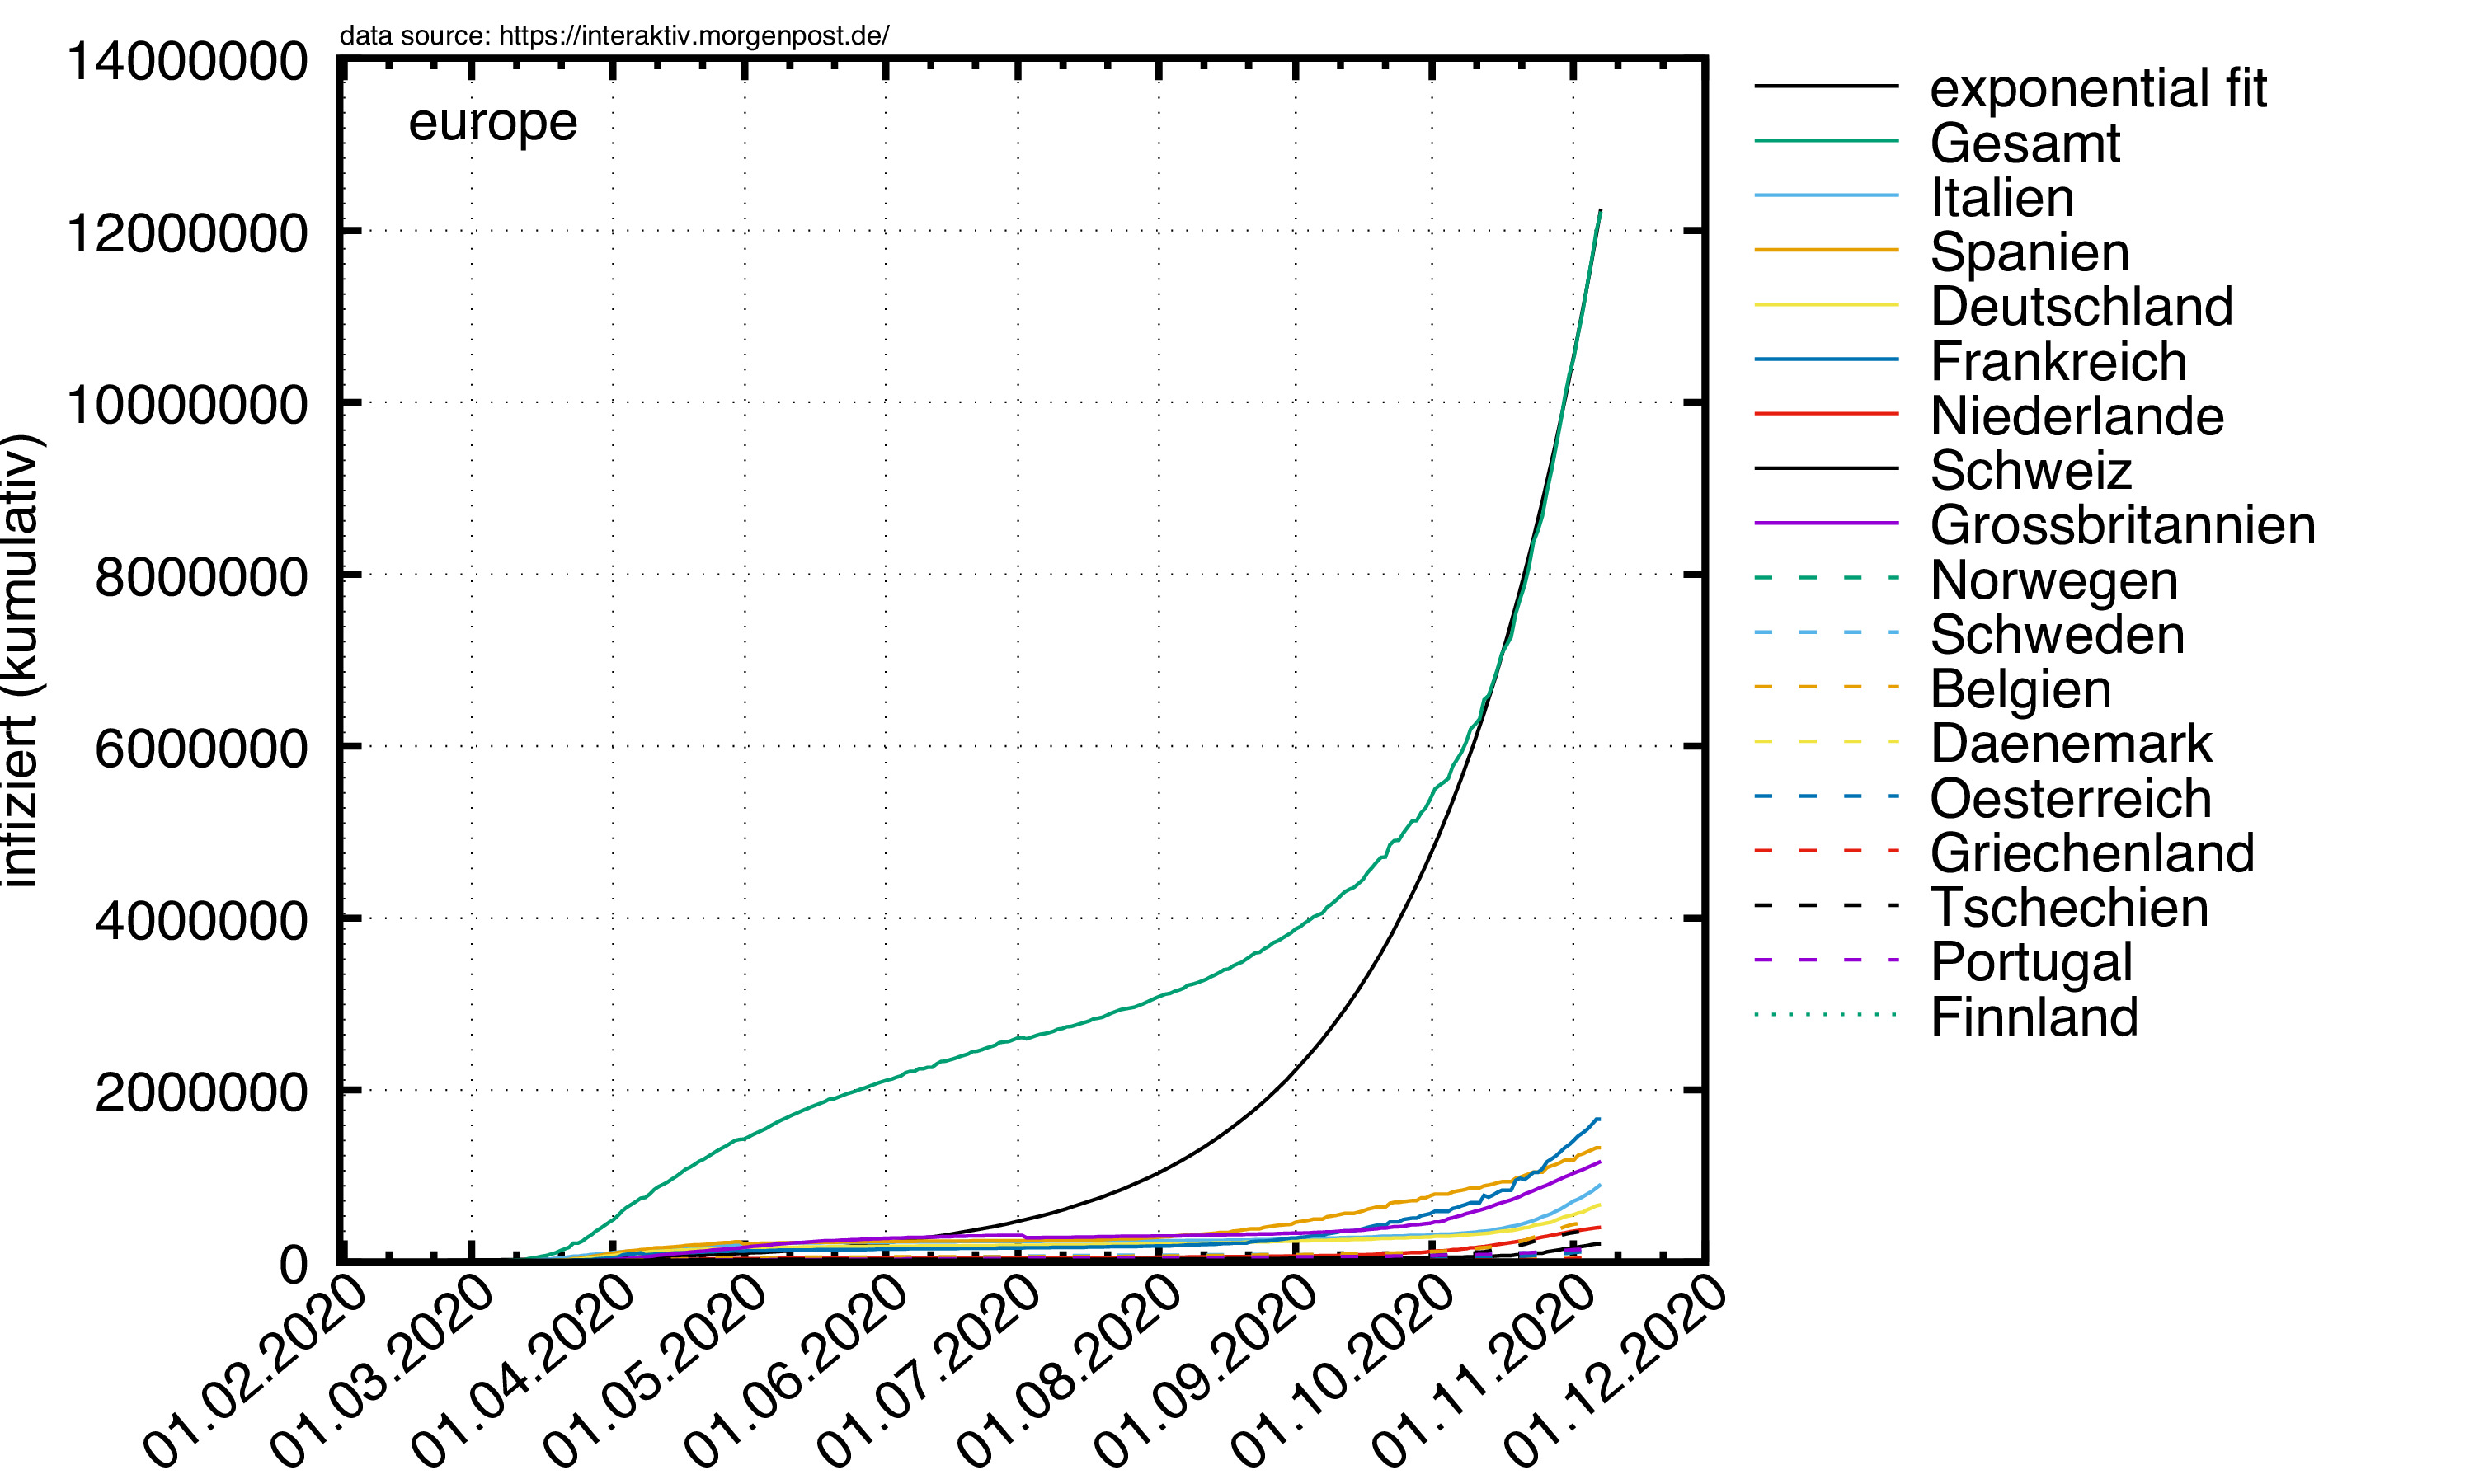 data source: https://interaktiv.morgenpost.de/
europe
infiziert (kumulativ)
14000000
12000000
10000000
8000000
6000000
4000000
2000000
0
01.02.2020
01.03.2020
01.04.2020
01.05.2020
01.06.2020
01.07.2020
01.08.2020
01.09.2020
01.10.2020
01.11.2020
01.12.2020
exponential fit
Gesamt
Italien
Spanien
Deutschland
Frankreich
Niederlande
Schweiz
Grossbritannien
Norwegen
Schweden
Belgien
Daenemark
Oesterreich
Griechenland
Tschechien
Portugal
Finnland